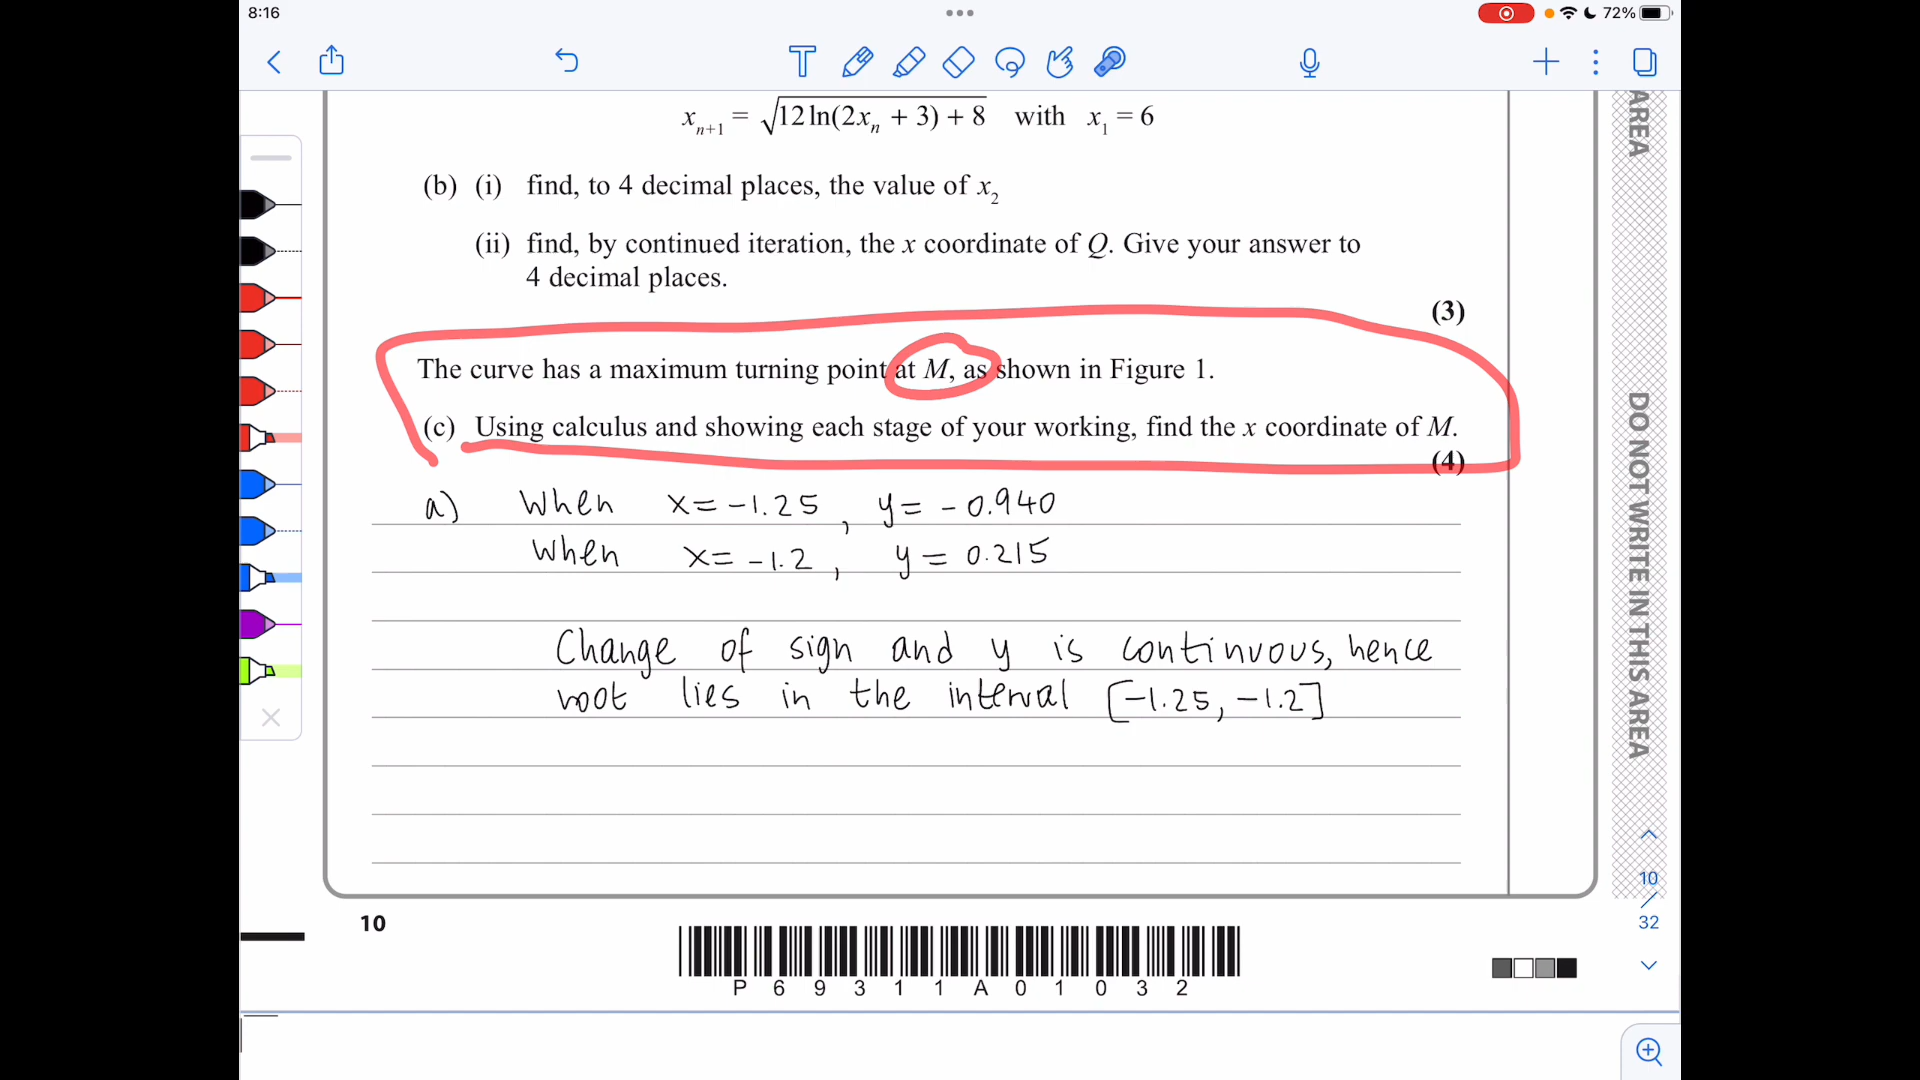 8:16
72%
AREA
x_{n+1} = √(12 ln(2x_n + 3) + 8) with x_1 = 6
(b) (i) find, to 4 decimal places, the value of x_2
(ii) find, by continued iteration, the x coordinate of Q. Give your answer to
4 decimal places.
(3)
The curve has a maximum turning point at M, as shown in Figure 1.
(c) Using calculus and showing each stage of your working, find the x coordinate of M.
(4)
a) When x = -1.25, y = -0.940
When x = -1.2, y = 0.215
Change of sign and y is continuous, hence
root lies in the interval [-1.25, -1.2]
DO NOT WRITE IN THIS AREA
10
P 6 9 3 1 1 A 0 1 0 3 2
10
32